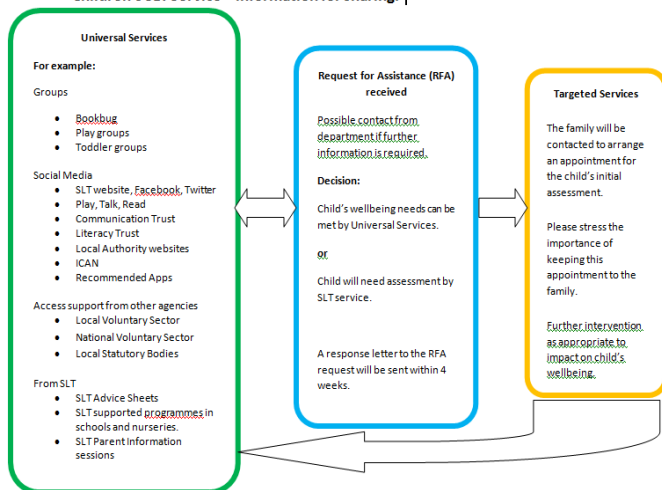 Universal Services
For example:
Groups
Bookbug
Play groups
Toddler groups
Social Media
SLT website, Facebook, Twitter
Play, Talk, Read
Communication Trust
Literacy Trust
Local Authority websites
ICAN
Recommended Apps
Access support from other agencies
Local Voluntary Sector
National Voluntary Sector
Local Statutory Bodies
From SLT
SLT Advice Sheets
SLT supported programmes in
schools and nurseries.
SLT Parent Information
sessions
Request for Assistance (RFA)
received
Possible contact from
department if further
information is required.
Decision:
Child's wellbeing needs can be
met by Universal Services.
or
Child will need assessment by
SLT service.
A response letter to the RFA
request will be sent within 4
weeks.
Targeted Services
The family will be
contacted to arrange
an appointment for
the child's initial
assessment.
Please stress the
importance of
keeping this
appointment to the
family.
Further intervention
as appropriate to
impact on child's
wellbeing.